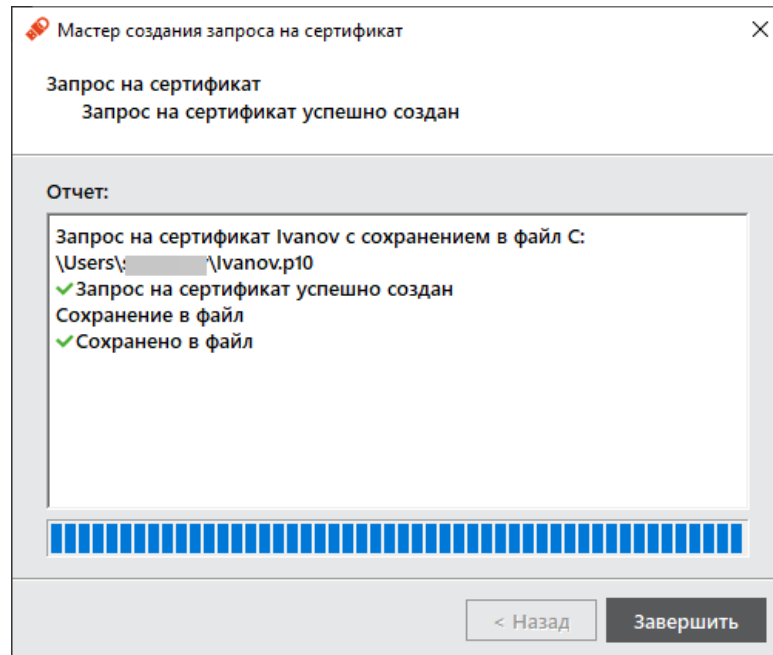 Мастер создания запроса на сертификат
Запрос на сертификат
Запрос на сертификат успешно создан
Отчет:
Запрос на сертификат Ivanov с сохранением в файл C:
\Users\ \Ivanov.p10
Запрос на сертификат успешно создан
Сохранение в файл
Сохранено в файл
< Назад
Завершить